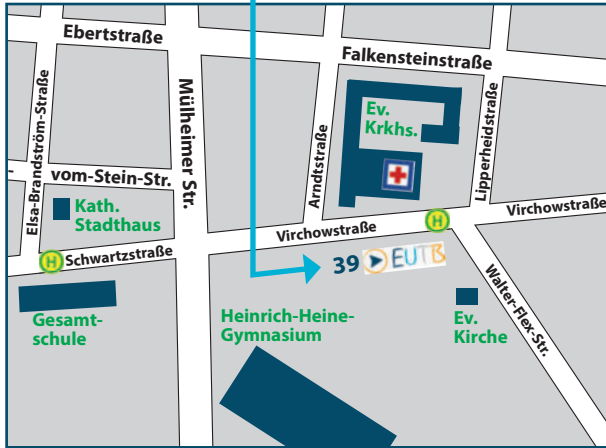 Ebertstraße
Falkensteinstraße
Elsa-Brandström-Straße
Mülheimer Str.
Arndtstraße
Ev.
Krkhs.
Lipperheidstraße
vom-Stein-Str.
Kath.
Stadthaus
Virchowstraße
H
Virchowstraße
H
Schwartzstraße
39 EUTB
Walter-Flex-Str.
Gesamt-
schule
Heinrich-Heine-
Gymnasium
Ev.
Kirche